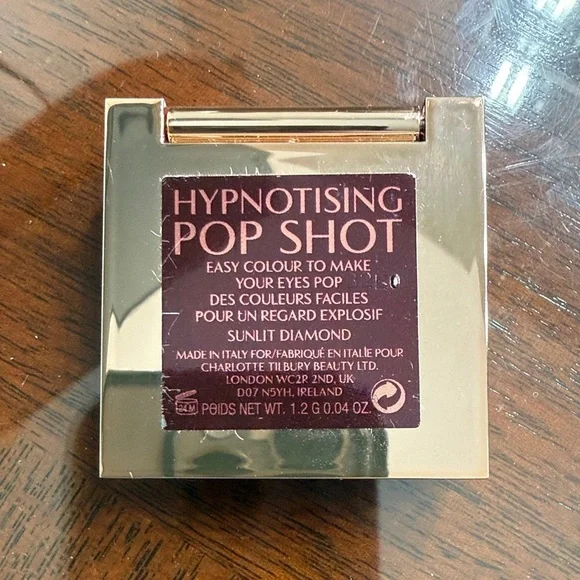 HYPNOTISING
POP SHOT
EASY COLOUR TO MAKE
YOUR EYES POP
DES COULEURS FACILES
POUR UN REGARD EXPLOSIF
SUNLIT DIAMOND
MADE IN ITALY FOR/FABRIQUÉ EN ITALIE POUR
CHARLOTTE TILBURY BEAUTY LTD.
LONDON WC2R 2ND, UK
D07 N5YH, IRELAND
24M POIDS NET WT. 1.2 G 0.04 OZ.